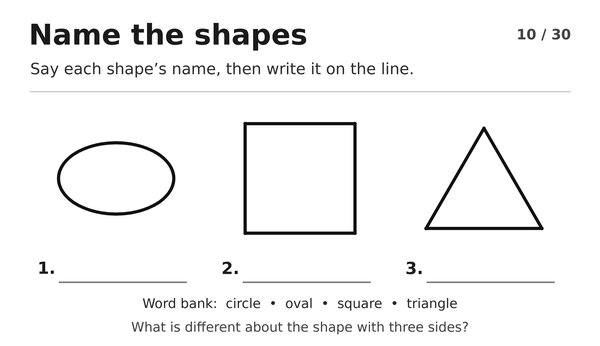 Name the shapes
10 / 30
Say each shape’s name, then write it on the line.
1.
2.
3.
Word bank: circle • oval • square • triangle
What is different about the shape with three sides?